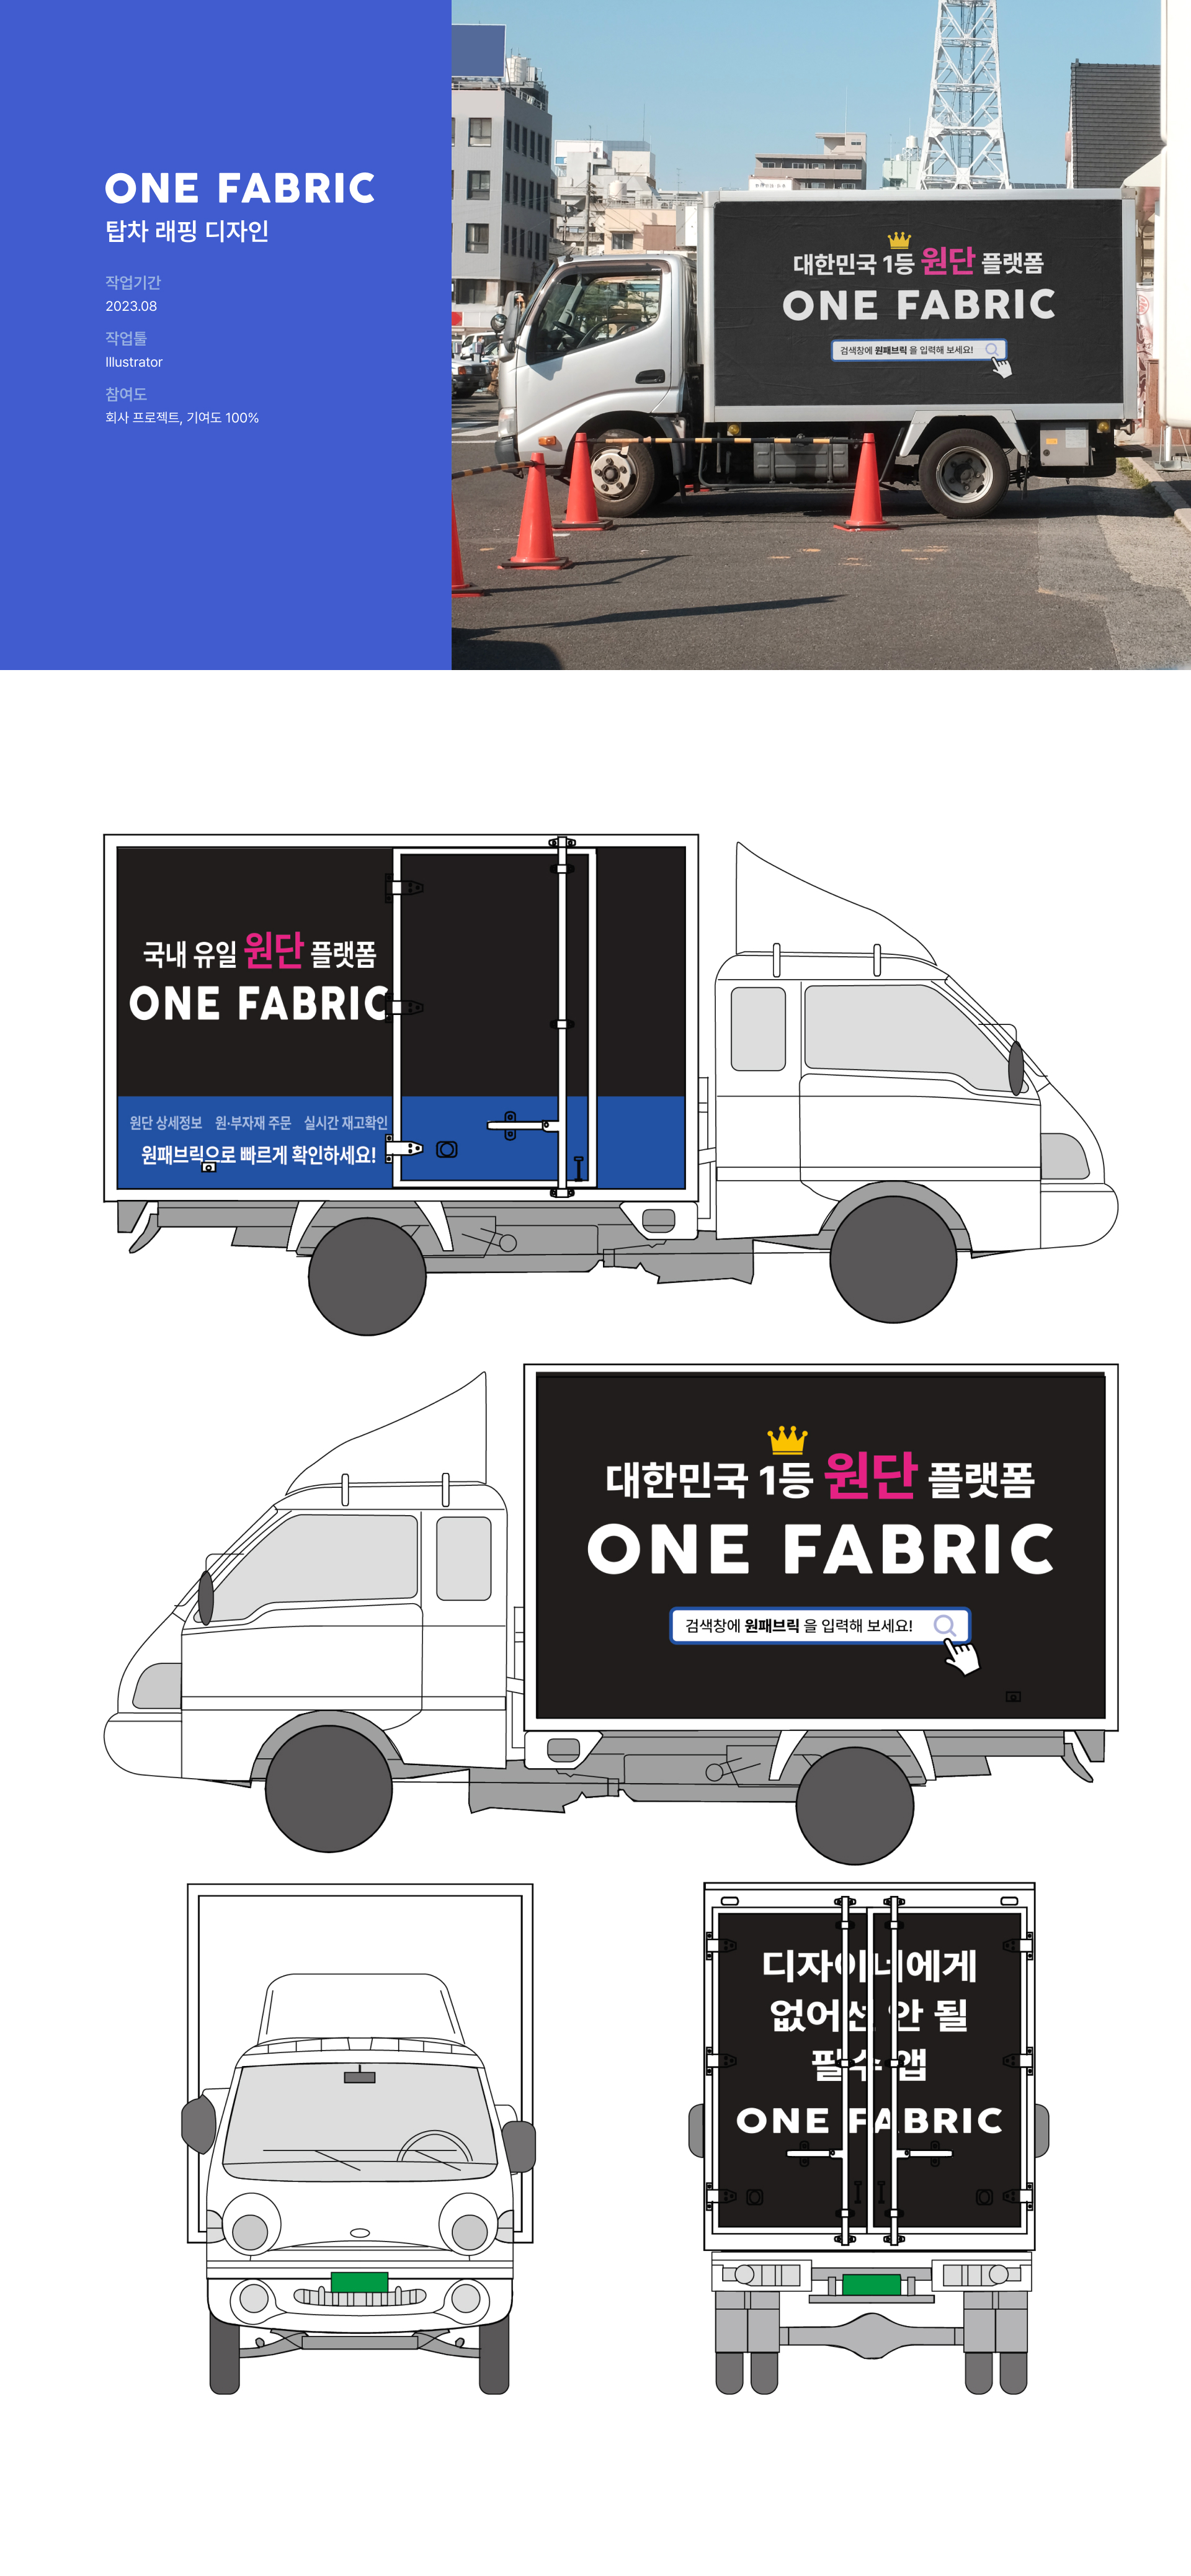 ONE FABRIC
탑차 래핑 디자인
작업기간
2023.08
작업툴
Illustrator
참여도
회사 프로젝트, 기여도 100%
대한민국 1등 원단 플랫폼
ONE FABRIC
검색창에 원패브릭 을 입력해 보세요!
국내 유일 원단 플랫폼
ONE FABRIC
원단 상세정보 원·부자재 주문 실시간 재고확인
원패브릭으로 빠르게 확인하세요!
대한민국 1등 원단 플랫폼
ONE FABRIC
검색창에 원패브릭 을 입력해 보세요!
디자이너에게
없어선 안 될
필수 앱
ONE FABRIC